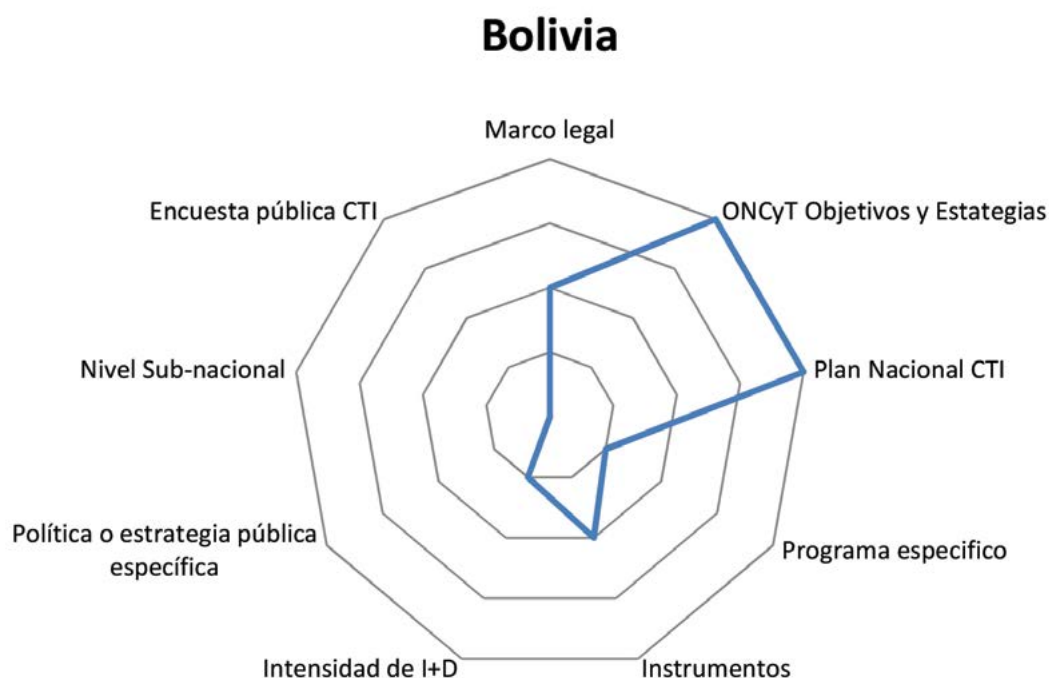 Bolivia
Marco legal
ONCyT Objetivos y Estategias
Plan Nacional CTI
Programa especifico
Instrumentos
Intensidad de I+D
Política o estrategia pública
específica
Nivel Sub-nacional
Encuesta pública CTI